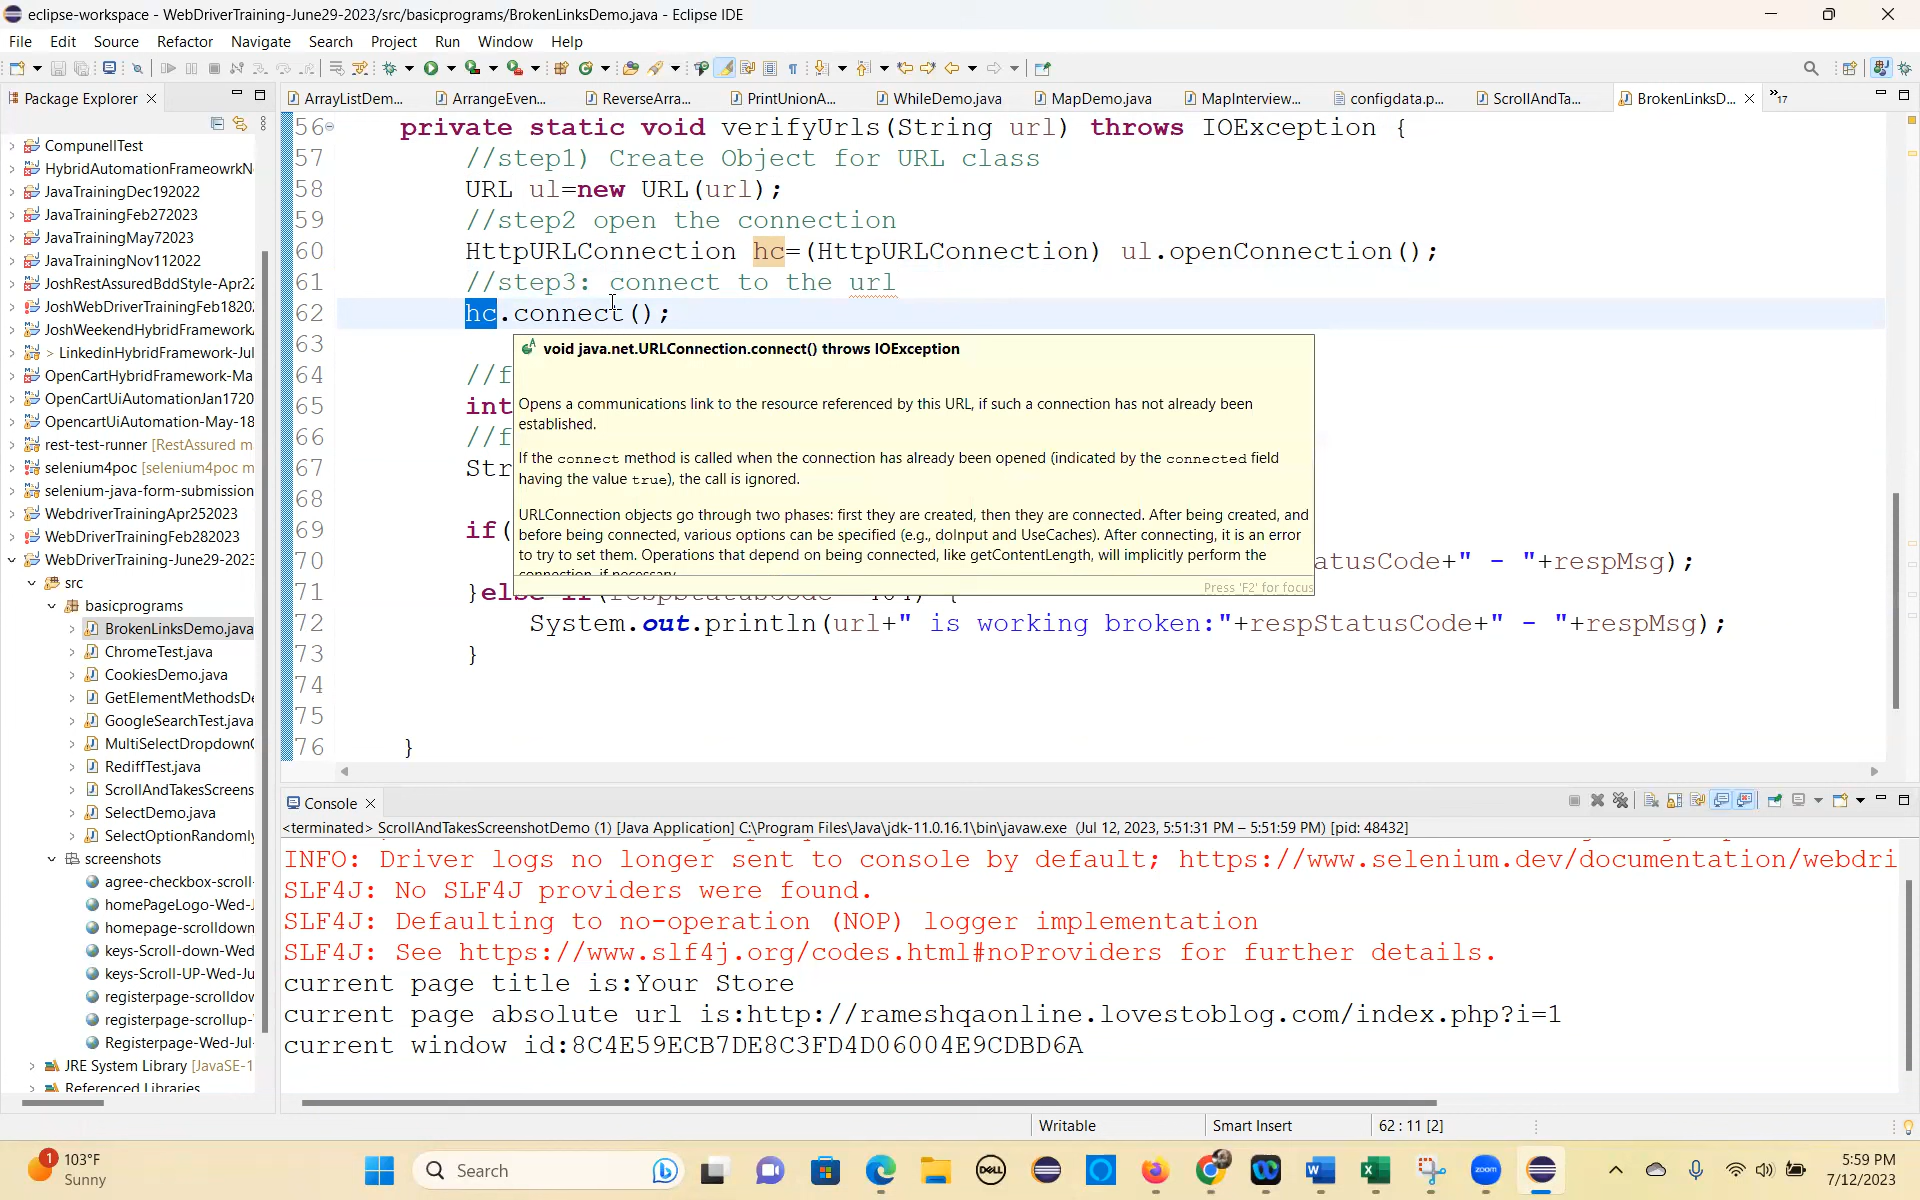 eclipse-workspace - WebDriverTraining-June29-2023/src/basicprograms/BrokenLinksDemo.java - Eclipse IDE
File Edit Source Refactor Navigate Search Project Run Window Help
Package Explorer
ArrayListDem... ArrangeEven... ReverseArra... PrintUnionA... WhileDemo.java MapDemo.java MapInterview... configdata.p... ScrollAndTa... BrokenLinksD... »17
CompunellTest
HybridAutomationFrameowrkN
JavaTrainingDec192022
JavaTrainingFeb272023
JavaTrainingMay72023
JavaTrainingNov112022
JoshRestAssuredBddStyle-Apr22
JoshWebDriverTrainingFeb1820
JoshWeekendHybridFramework
> LinkedinHybridFramework-Jul
OpenCartHybridFramework-Ma
OpenCartUiAutomationJan1720
OpencartUiAutomation-May-18
rest-test-runner [RestAssured m
selenium4poc [selenium4poc m
selenium-java-form-submission
WebdriverTrainingApr252023
WebDriverTrainingFeb282023
WebDriverTraining-June29-2023
src
basicprograms
BrokenLinksDemo.java
ChromeTest.java
CookiesDemo.java
GetElementMethodsDe
GoogleSearchTest.java
MultiSelectDropdown
RediffTest.java
ScrollAndTakesScreens
SelectDemo.java
SelectOptionRandomly
screenshots
agree-checkbox-scroll-
homePageLogo-Wed-J
homepage-scrolldown
keys-Scroll-down-Wed
keys-Scroll-UP-Wed-Ju
registerpage-scrolldow
registerpage-scrollup-
Registerpage-Wed-Jul-
JRE System Library [JavaSE-1
Referenced Libraries
56 private static void verifyUrls(String url) throws IOException {
57 //step1) Create Object for URL class
58 URL ul=new URL(url);
59 //step2 open the connection
60 HttpURLConnection hc=(HttpURLConnection) ul.openConnection();
61 //step3: connect to the url
62 hc.connect();
63
64 //f
65 int
66 //f
67 Str
68
69 if(
70 atusCode+" - "+respMsg);
71 }else if(respStatusCode
72 System.out.println(url+" is working broken:"+respStatusCode+" - "+respMsg);
73 }
74
75
76 }
void java.net.URLConnection.connect() throws IOException
Opens a communications link to the resource referenced by this URL, if such a connection has not already been
established.
If the connect method is called when the connection has already been opened (indicated by the connected field
having the value true), the call is ignored.
URLConnection objects go through two phases: first they are created, then they are connected. After being created, and
before being connected, various options can be specified (e.g., doInput and UseCaches). After connecting, it is an error
to try to set them. Operations that depend on being connected, like getContentLength, will implicitly perform the
connection, if necessary.
Press 'F2' for focus
Console
<terminated> ScrollAndTakesScreenshotDemo (1) [Java Application] C:\Program Files\Java\jdk-11.0.16.1\bin\javaw.exe (Jul 12, 2023, 5:51:31 PM – 5:51:59 PM) [pid: 48432]
INFO: Driver logs no longer sent to console by default; https://www.selenium.dev/documentation/webdri
SLF4J: No SLF4J providers were found.
SLF4J: Defaulting to no-operation (NOP) logger implementation
SLF4J: See https://www.slf4j.org/codes.html#noProviders for further details.
current page title is:Your Store
current page absolute url is:http://rameshqaonline.lovestoblog.com/index.php?i=1
current window id:8C4E59ECB7DE8C3FD4D06004E9CDBD6A
Writable Smart Insert 62 : 11 [2]
1
103°F
Sunny
Search
DELL
zoom
5:59 PM
7/12/2023